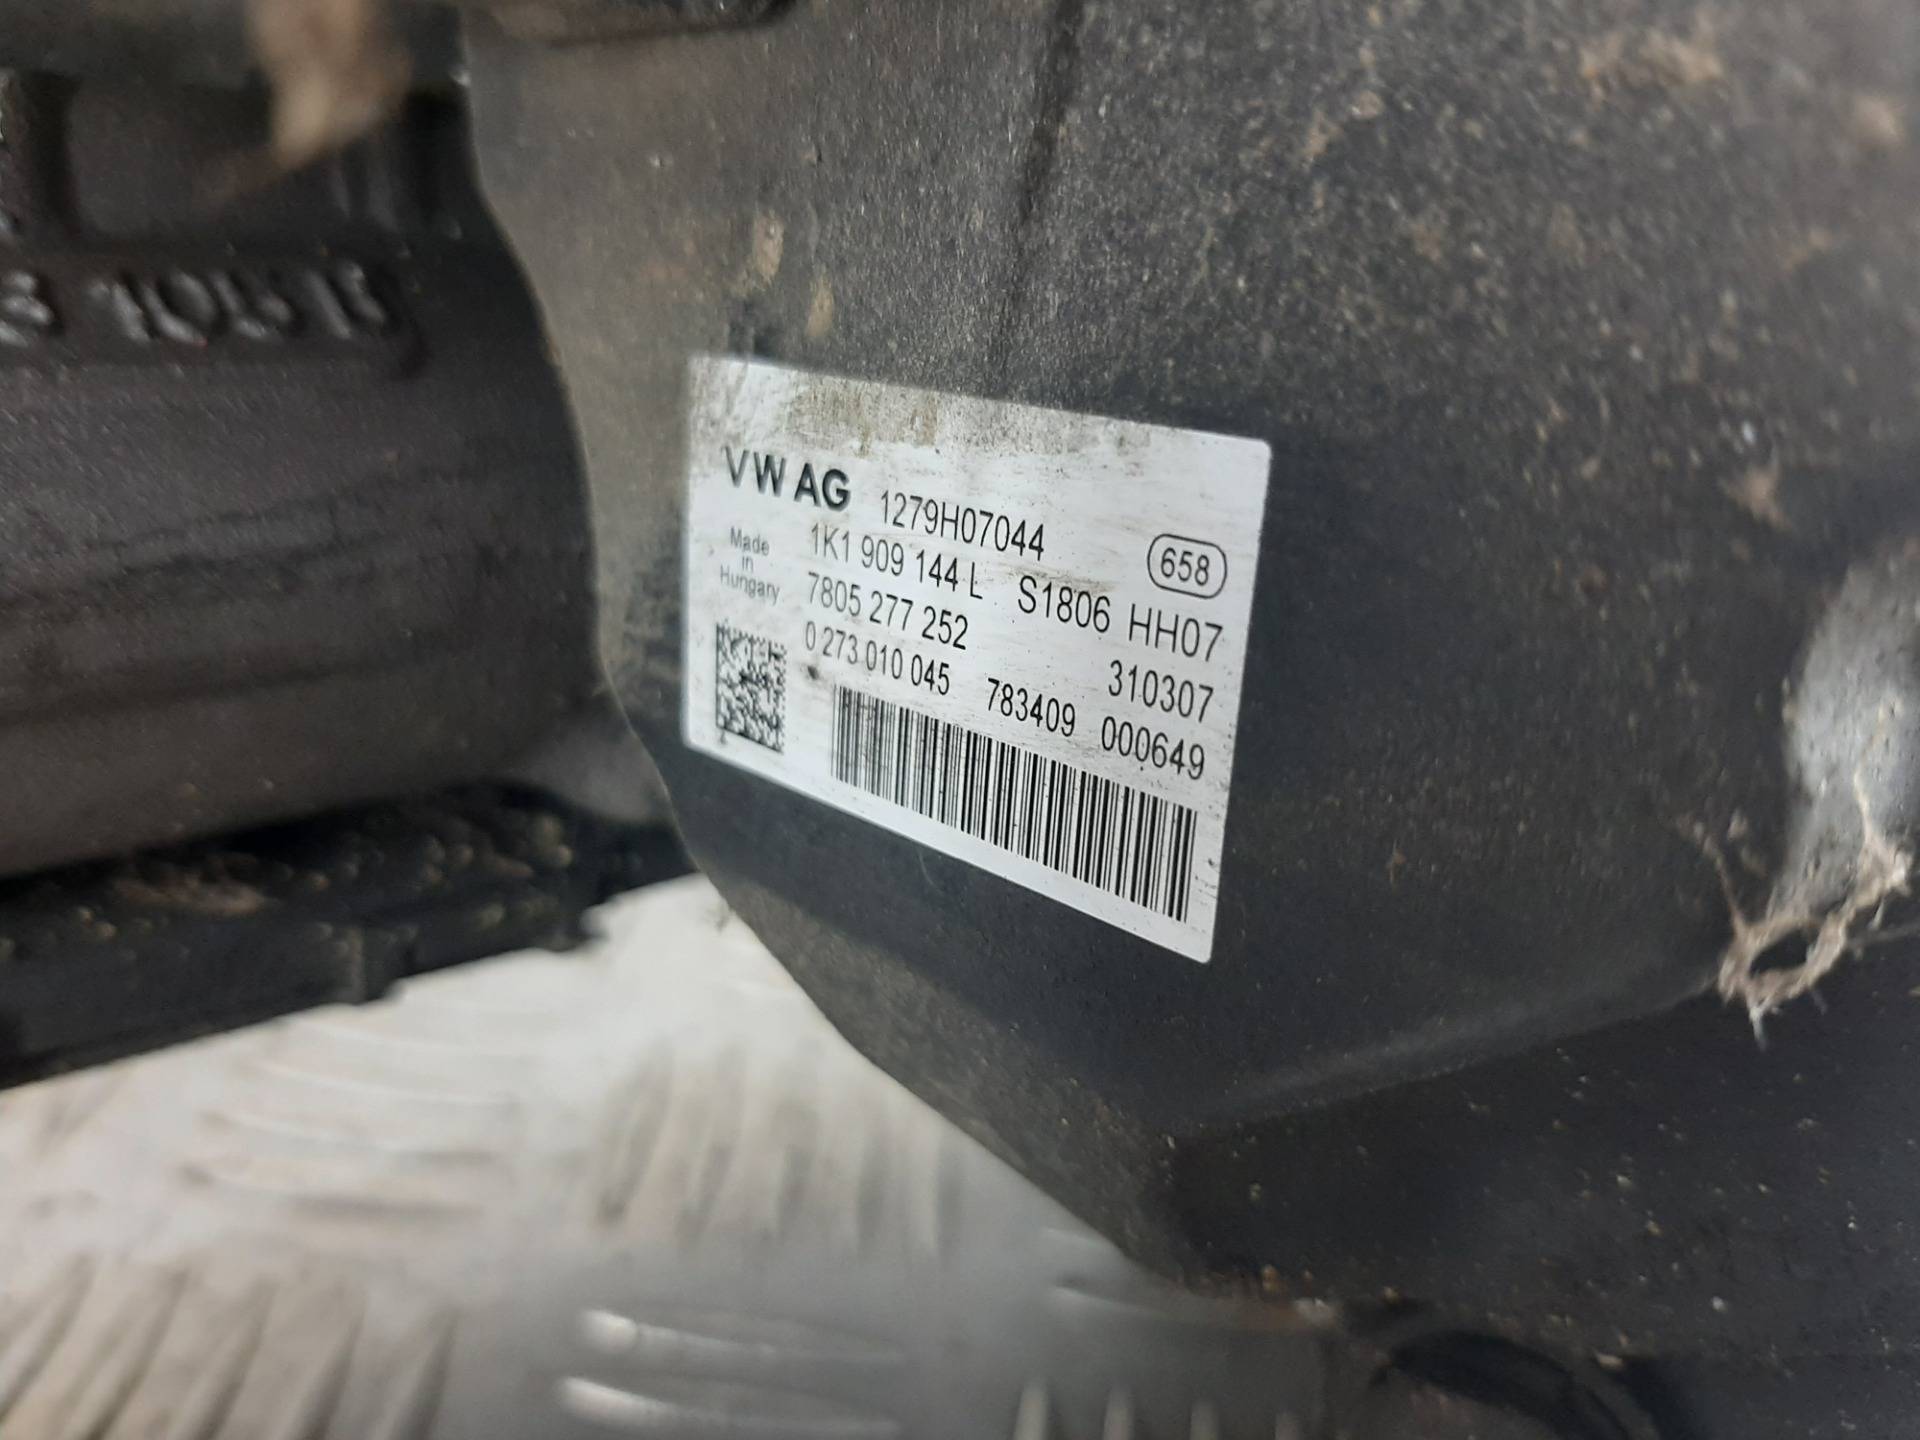 VW AG 1279H07044 658
Made in Hungary
1K1 909 144 L S1806 HH07
7805 277 252 310307
0 273 010 045 783409 000649